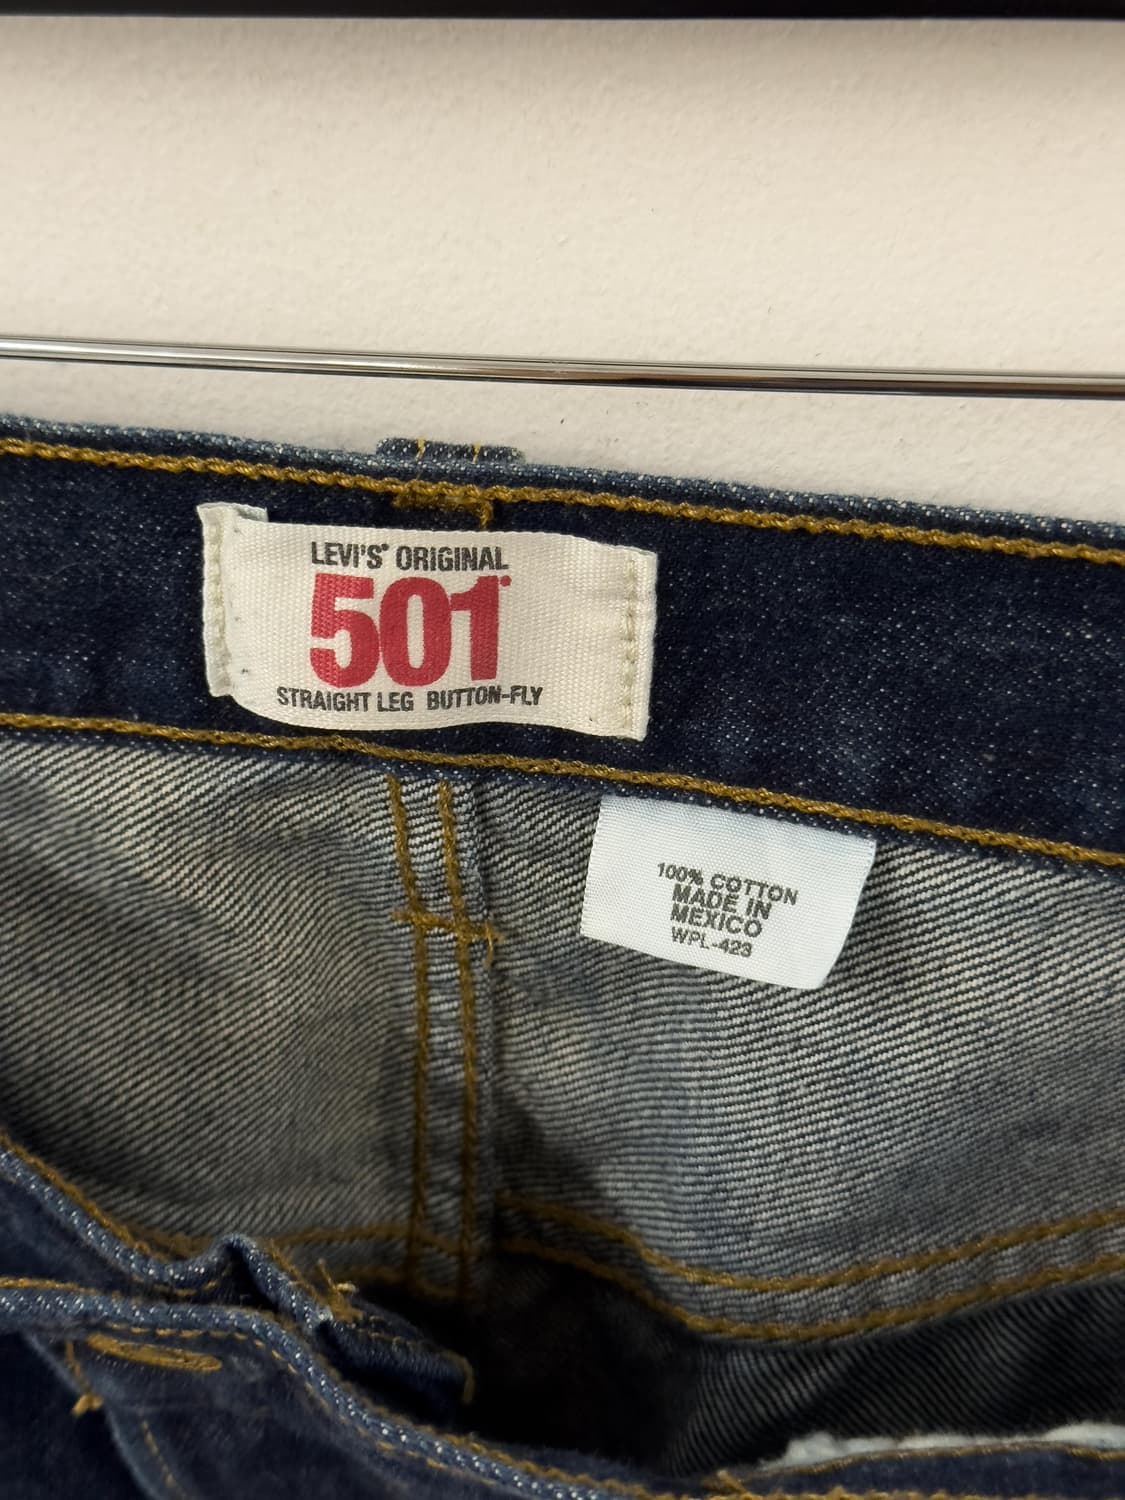 LEVI'S® ORIGINAL
501®
STRAIGHT LEG BUTTON-FLY
100% COTTON
MADE IN
MEXICO
WPL-423